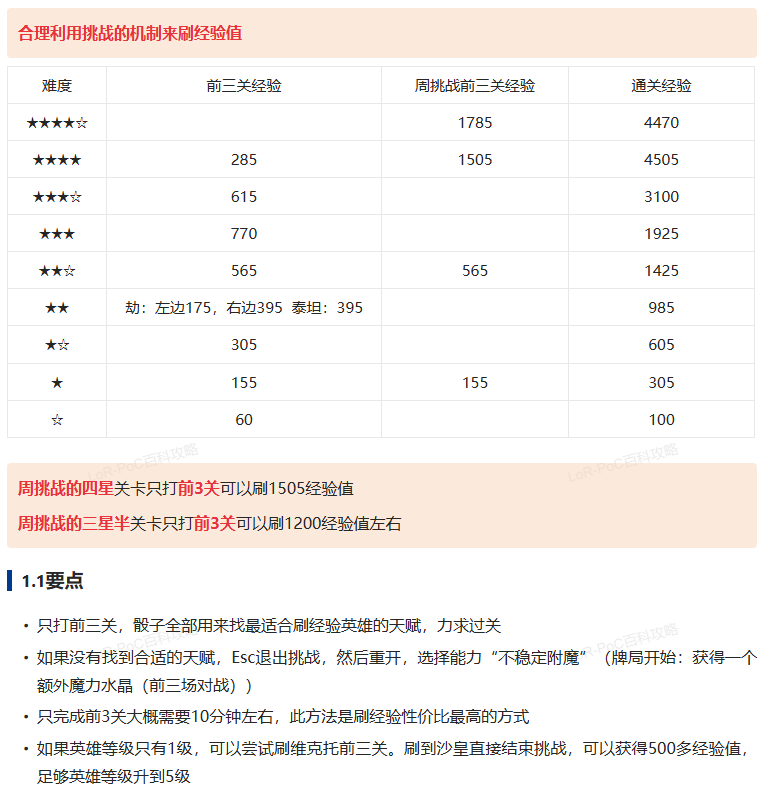 合理利用挑战的机制来刷经验值
难度 前三关经验 周挑战前三关经验 通关经验
★★★★☆ 1785 4470
★★★★ 285 1505 4505
★★★☆ 615 3100
★★★ 770 1925
★★☆ 565 565 1425
★★ 劫：左边175，右边395 泰坦：395 985
★☆ 305 605
★ 155 155 305
☆ 60 100
LoR-PoC百科攻略 LoR-PoC百科攻略
周挑战的四星关卡只打前3关可以刷1505经验值
周挑战的三星半关卡只打前3关可以刷1200经验值左右
1.1要点
• 只打前三关，骰子全部用来找最适合刷经验英雄的天赋，力求过关
• 如果没有找到合适的天赋，Esc退出挑战，然后重开，选择能力“不稳定附魔”（牌局开始：获得一个
额外魔力水晶（前三场对战））
• 只完成前3关大概需要10分钟左右，此方法是刷经验性价比最高的方式
• 如果英雄等级只有1级，可以尝试刷维克托前三关。刷到沙皇直接结束挑战，可以获得500多经验值，
足够英雄等级升到5级